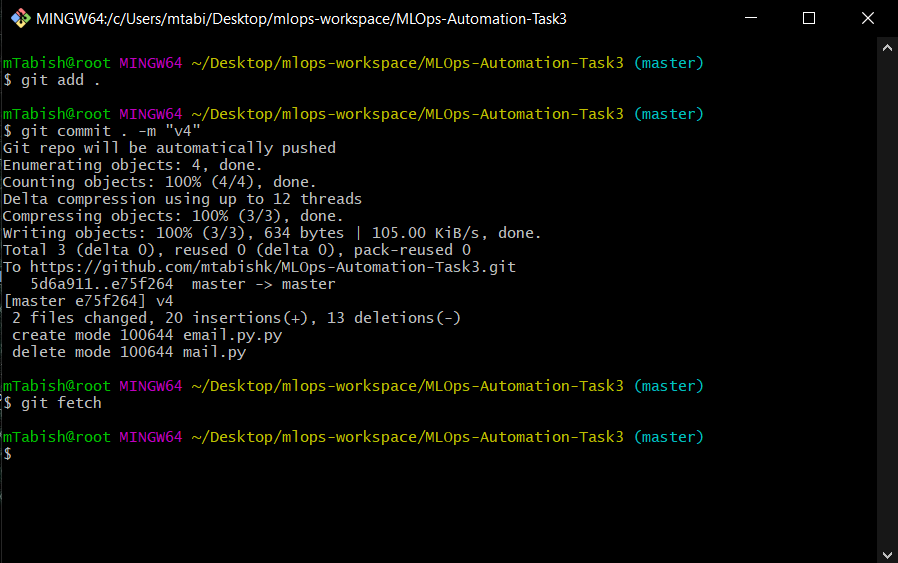 MINGW64:/c/Users/mtabi/Desktop/mlops-workspace/MLOps-Automation-Task3
mTabish@root MINGW64 ~/Desktop/mlops-workspace/MLOps-Automation-Task3 (master)
$ git add .
mTabish@root MINGW64 ~/Desktop/mlops-workspace/MLOps-Automation-Task3 (master)
$ git commit . -m "v4"
Git repo will be automatically pushed
Enumerating objects: 4, done.
Counting objects: 100% (4/4), done.
Delta compression using up to 12 threads
Compressing objects: 100% (3/3), done.
Writing objects: 100% (3/3), 634 bytes | 105.00 KiB/s, done.
Total 3 (delta 0), reused 0 (delta 0), pack-reused 0
To https://github.com/mtabishk/MLOps-Automation-Task3.git
   5d6a911..e75f264  master -> master
[master e75f264] v4
 2 files changed, 20 insertions(+), 13 deletions(-)
 create mode 100644 email.py.py
 delete mode 100644 mail.py
mTabish@root MINGW64 ~/Desktop/mlops-workspace/MLOps-Automation-Task3 (master)
$ git fetch
mTabish@root MINGW64 ~/Desktop/mlops-workspace/MLOps-Automation-Task3 (master)
$